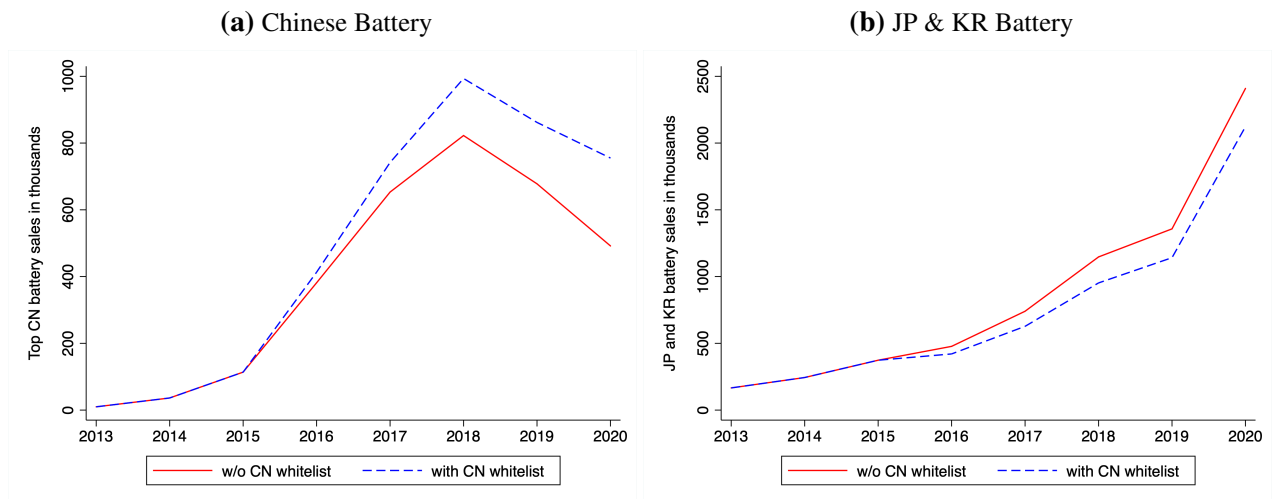 (a) Chinese Battery
Top CN battery sales in thousands
1000
800
600
400
200
0
2013 2014 2015 2016 2017 2018 2019 2020
w/o CN whitelist with CN whitelist
(b) JP & KR Battery
JP and KR battery sales in thousands
2500
2000
1500
1000
500
0
2013 2014 2015 2016 2017 2018 2019 2020
w/o CN whitelist with CN whitelist